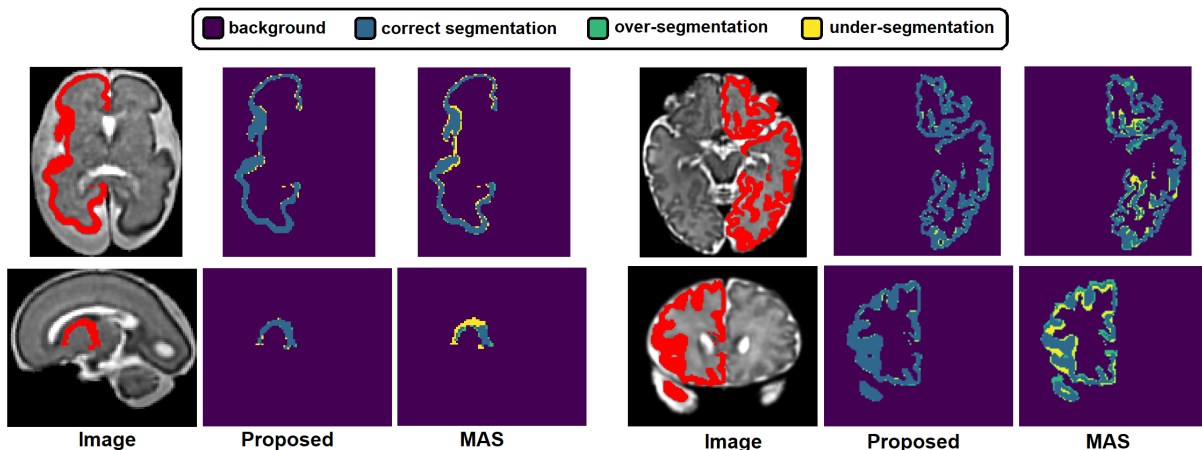 background correct segmentation over-segmentation under-segmentation
Image Proposed MAS Image Proposed MAS